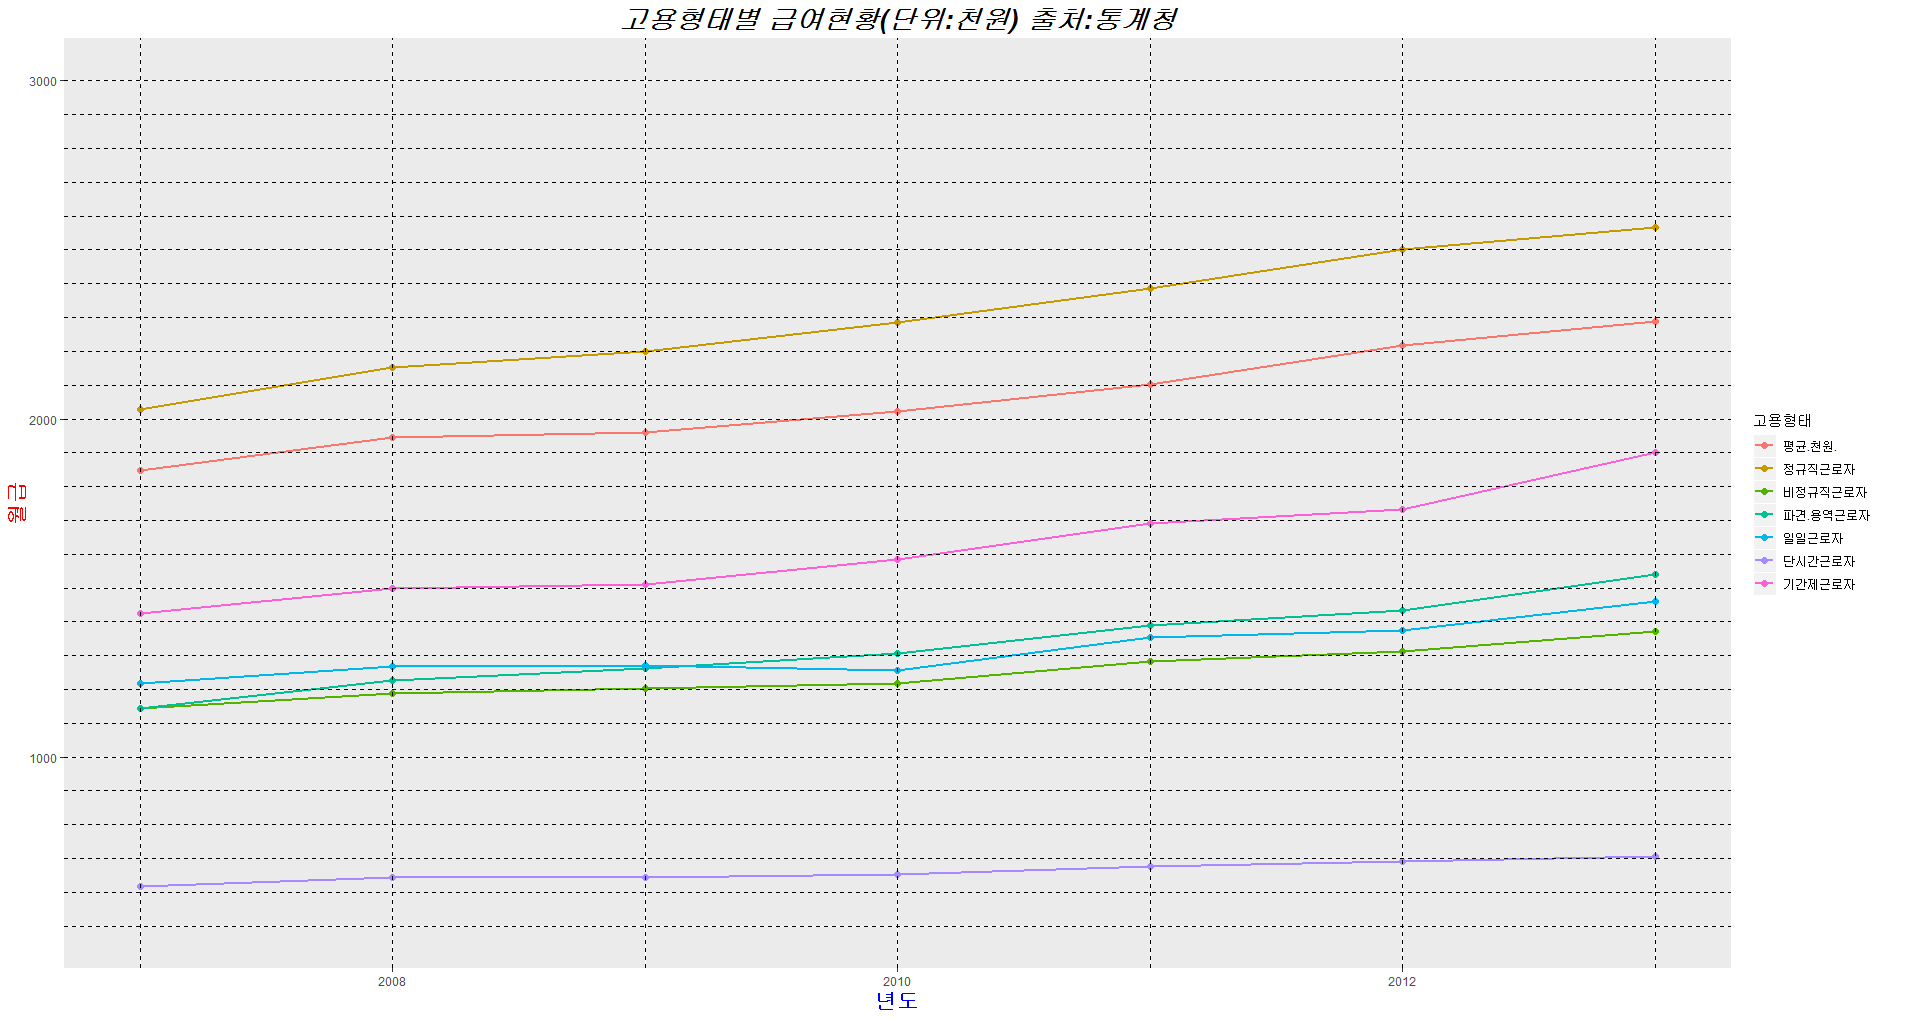 고용형태별 급여현황(단위:천원) 출처:통계청
3000
2000
1000
월급
2008
2010
2012
년도
고용형태
평균.천원.
정규직근로자
비정규직근로자
파견.용역근로자
일일근로자
단시간근로자
기간제근로자